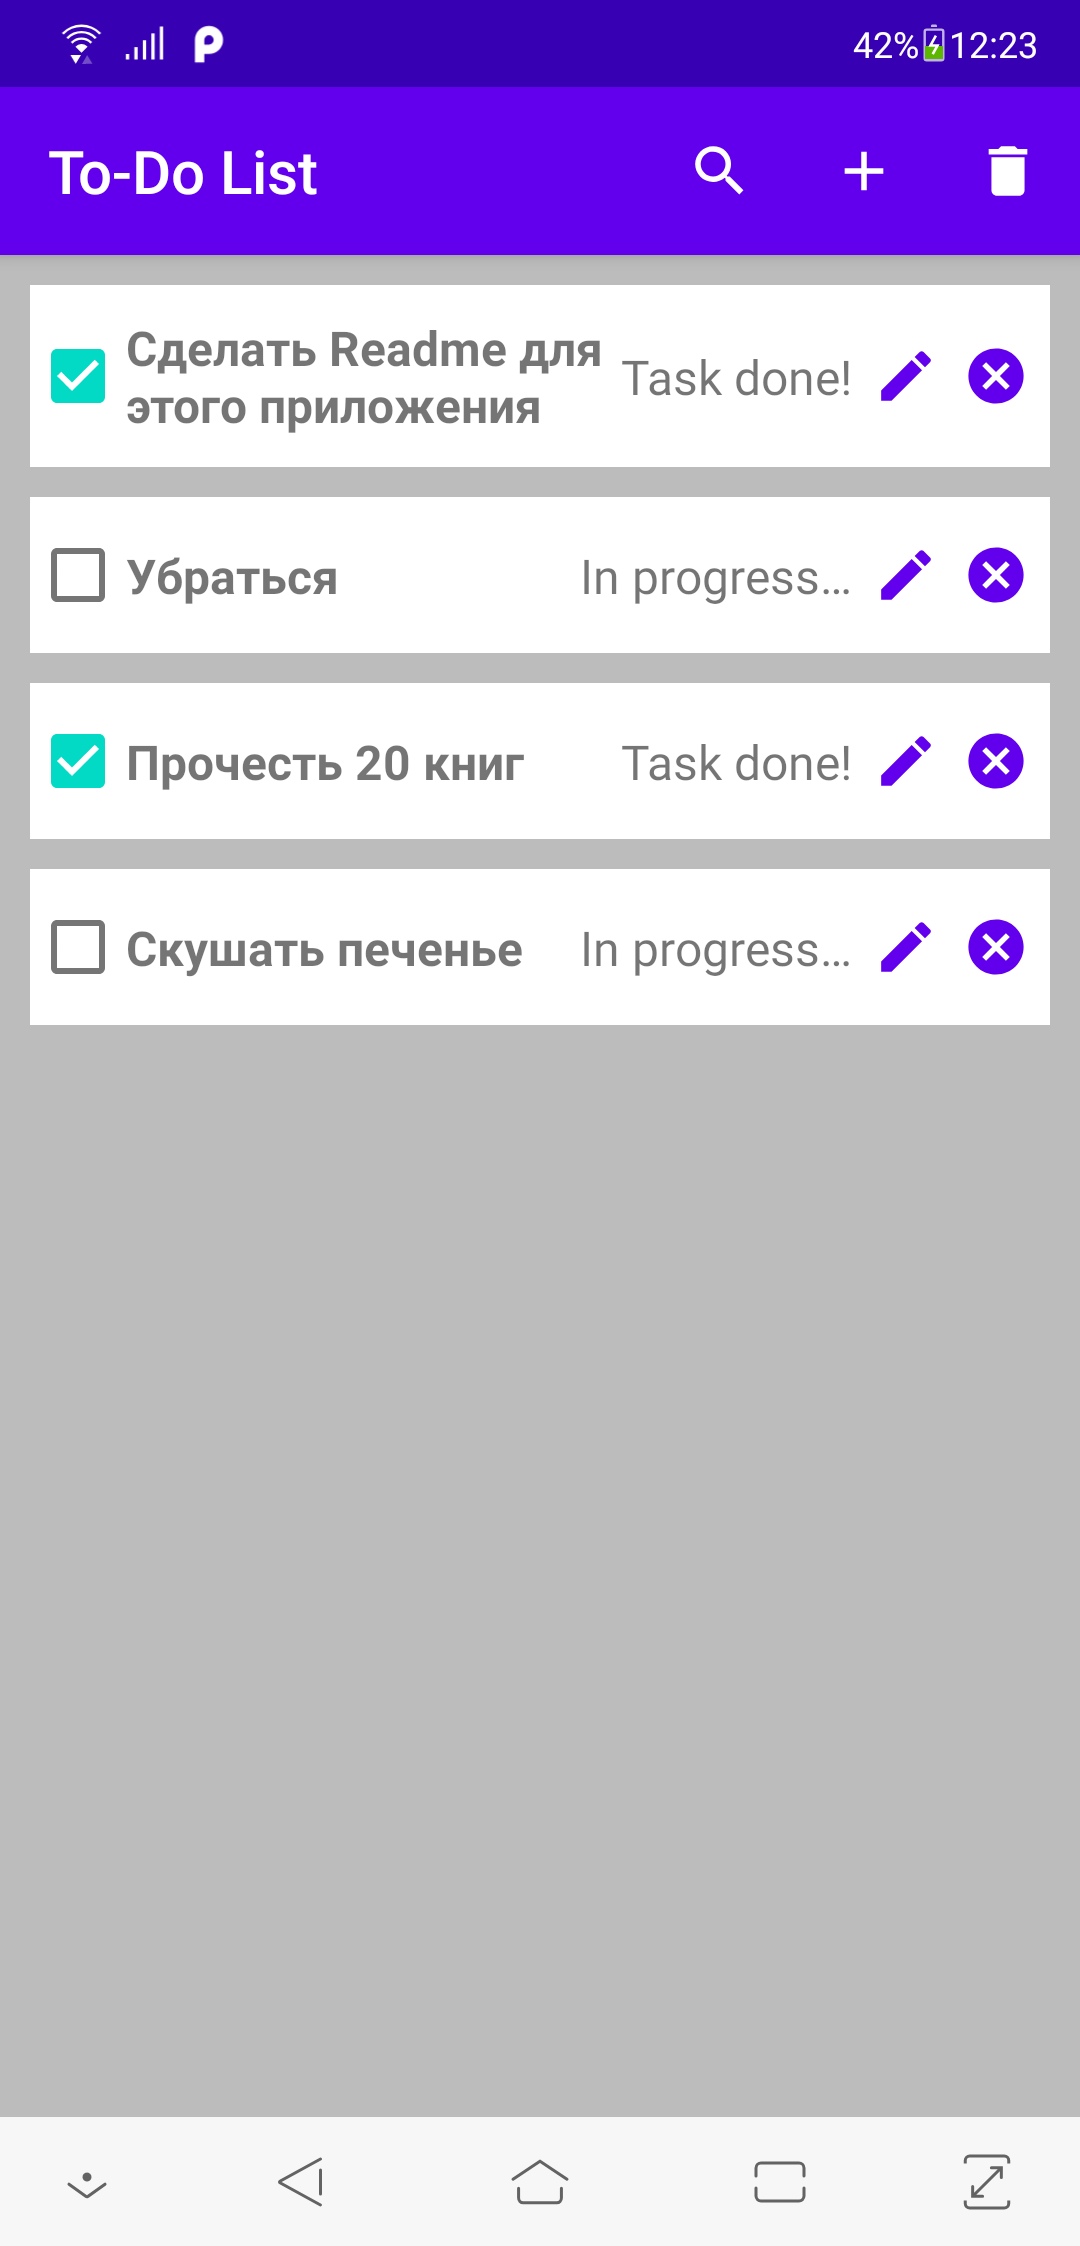 42% 12:23
To-Do List
Сделать Readme для
этого приложения
Task done!
Убраться
In progress...
Прочесть 20 книг
Task done!
Скушать печенье
In progress...